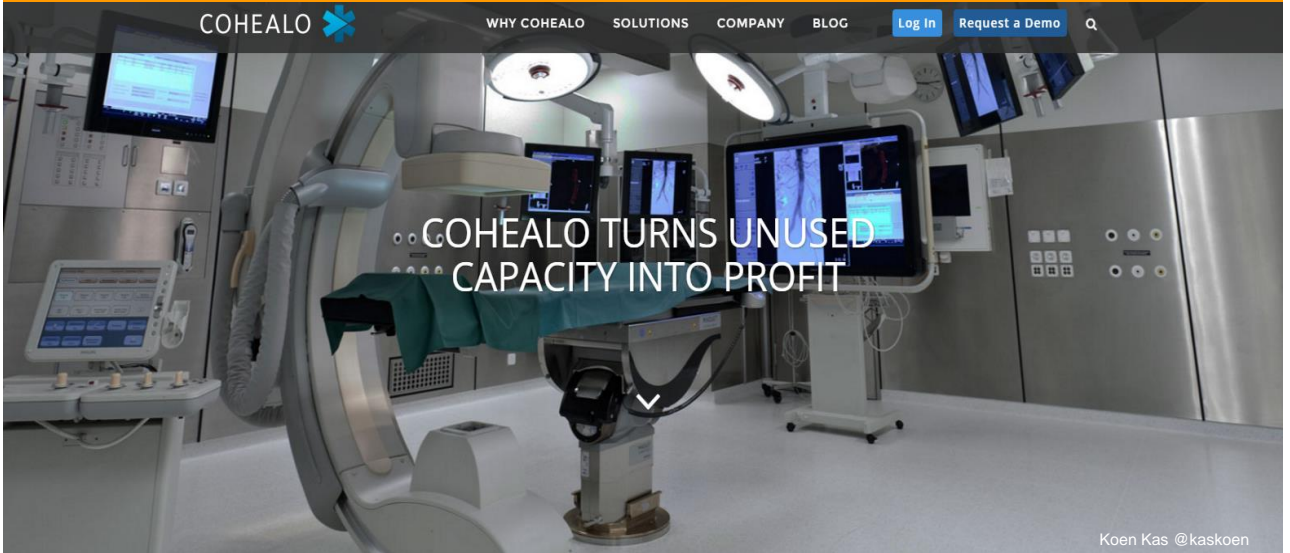 COHEALO
WHY COHEALO SOLUTIONS COMPANY BLOG Log In Request a Demo
COHEALO TURNS UNUSED
CAPACITY INTO PROFIT
Koen Kas @kaskoen